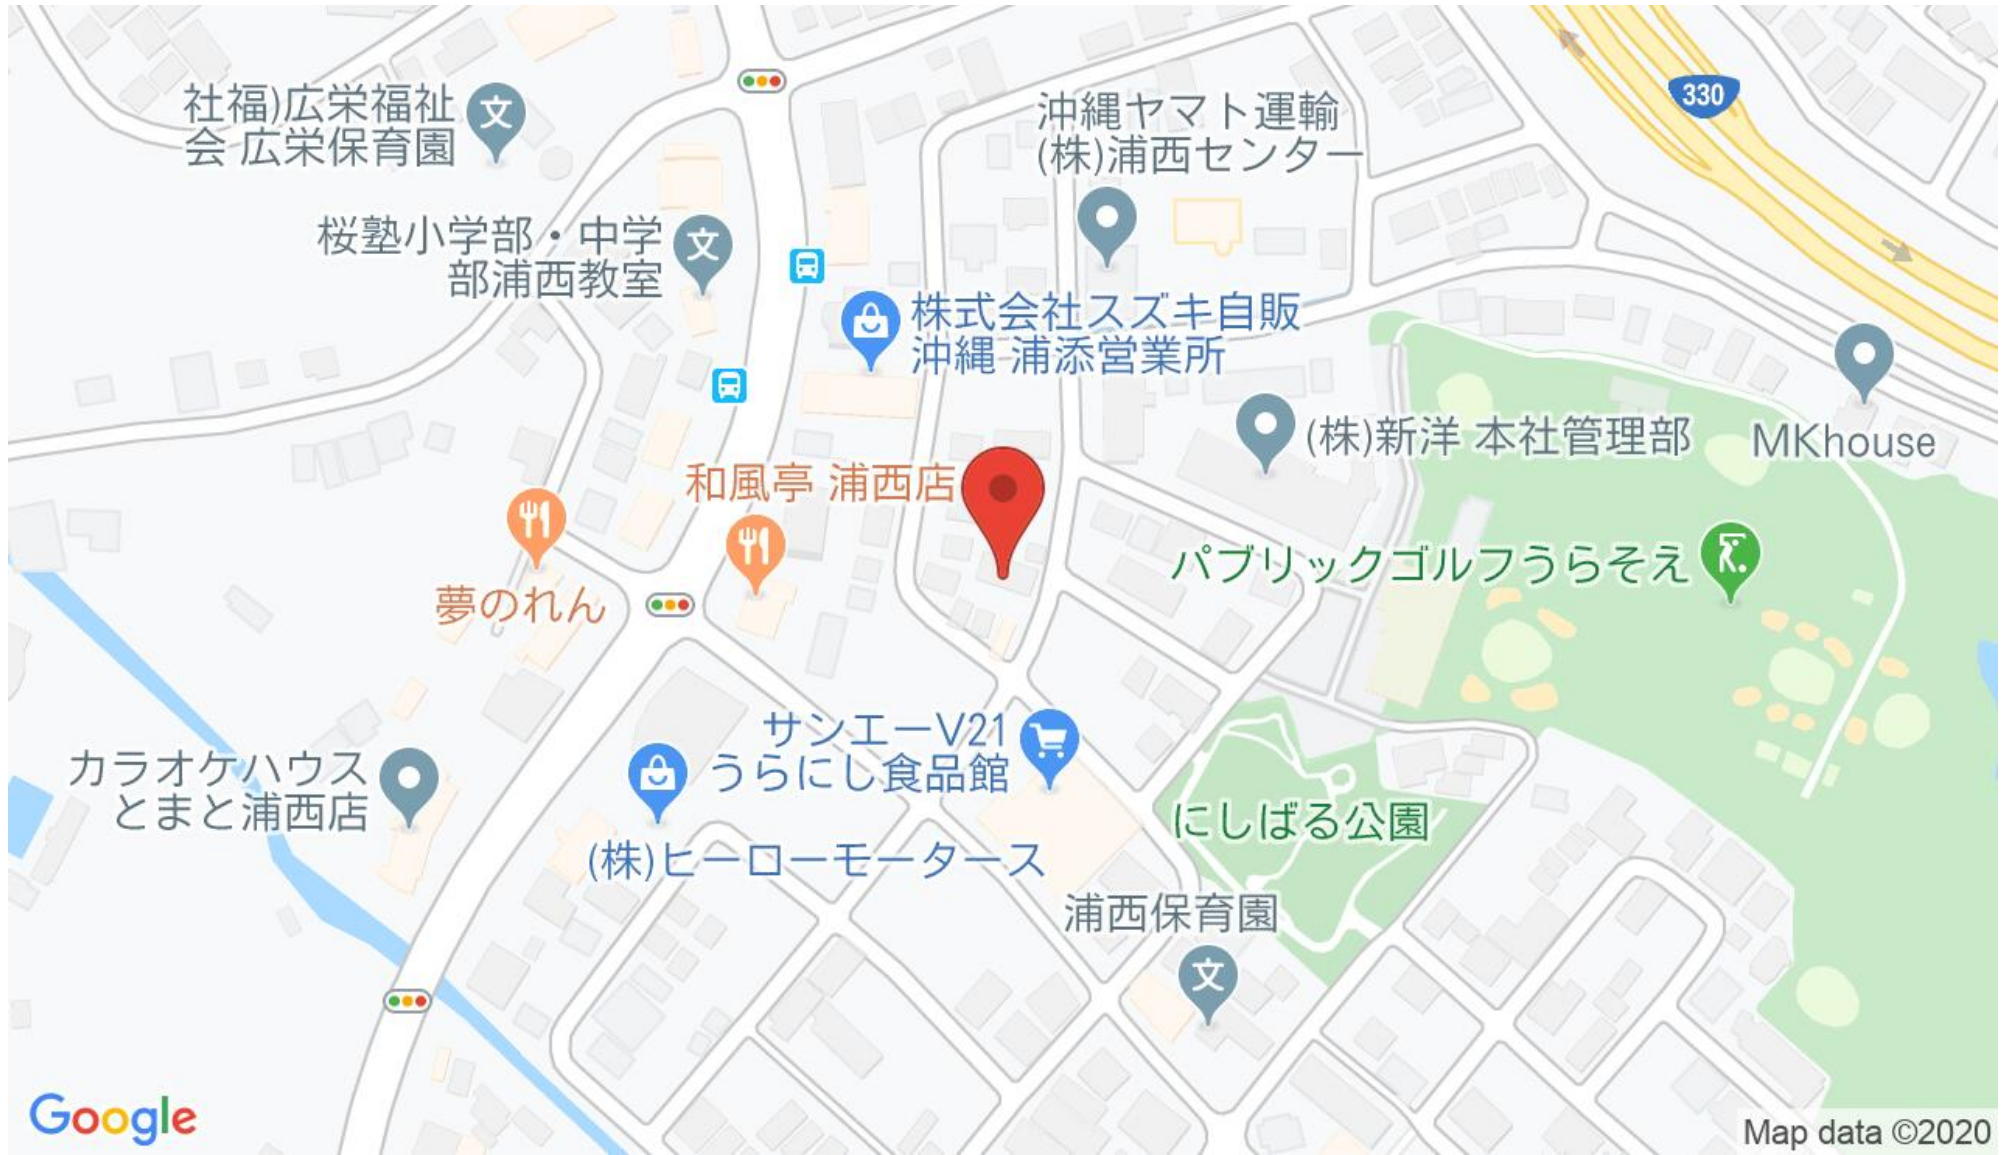 社福)広栄福祉
会 広栄保育園
文
330
沖縄ヤマト運輸
(株)浦西センター
桜塾小学部・中学
部浦西教室
文
株式会社スズキ自販
沖縄 浦添営業所
(株)新洋 本社管理部
MKhouse
和風亭 浦西店
パブリックゴルフうらそえ
夢のれん
サンエーV21
うらにし食品館
カラオケハウス
とまと浦西店
にしばる公園
(株)ヒーローモータース
浦西保育園
文
Google
Map data ©2020